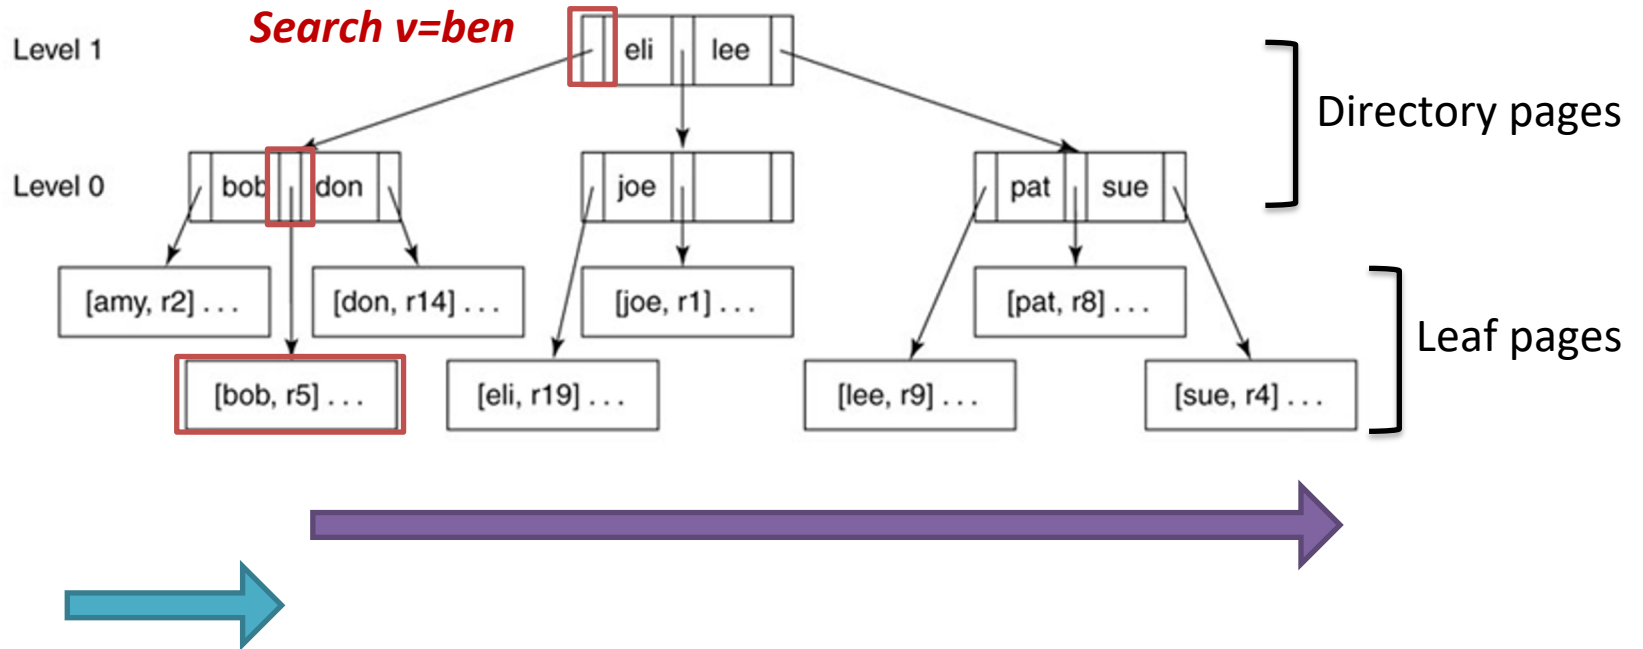 Search v=ben
Level 1
eli
lee
Directory pages
Level 0
bob
don
joe
pat
sue
[amy, r2] . . .
[don, r14] . . .
[joe, r1] . . .
[pat, r8] . . .
Leaf pages
[bob, r5] . . .
[eli, r19] . . .
[lee, r9] . . .
[sue, r4] . . .